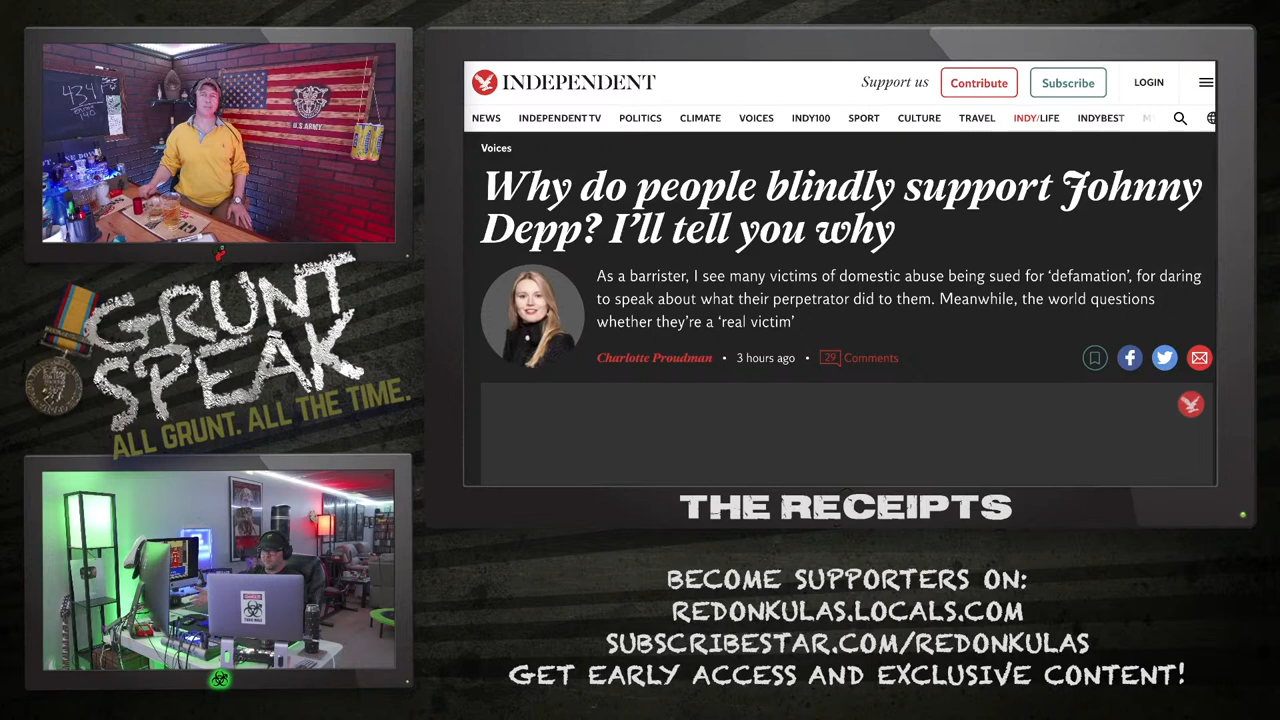 434
U.S. ARMY
GRUNT
SPEAK
ALL GRUNT. ALL THE TIME.
INDEPENDENT
Support us
Contribute
Subscribe
LOGIN
NEWS
INDEPENDENT TV
POLITICS
CLIMATE
VOICES
INDY100
SPORT
CULTURE
TRAVEL
INDY/LIFE
INDYBEST
Voices
Why do people blindly support Johnny
Depp? I'll tell you why
As a barrister, I see many victims of domestic abuse being sued for ‘defamation’, for daring
to speak about what their perpetrator did to them. Meanwhile, the world questions
whether they’re a ‘real victim’
Charlotte Proudman • 3 hours ago • 29 Comments
THE RECEIPTS
BECOME SUPPORTERS ON:
REDONKULAS.LOCALS.COM
SUBSCRIBESTAR.COM/REDONKULAS
GET EARLY ACCESS AND EXCLUSIVE CONTENT!
DANGER